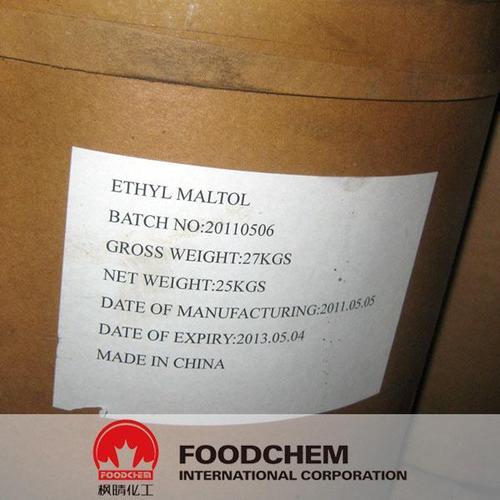 ETHYL MALTOL
BATCH NO:20110506
GROSS WEIGHT:27KGS
NET WEIGHT:25KGS
DATE OF MANUFACTURING:2011.05.05
DATE OF EXPIRY:2013.05.04
MADE IN CHINA
FOODCHEM
枫晴化工
FOODCHEM
INTERNATIONAL CORPORATION